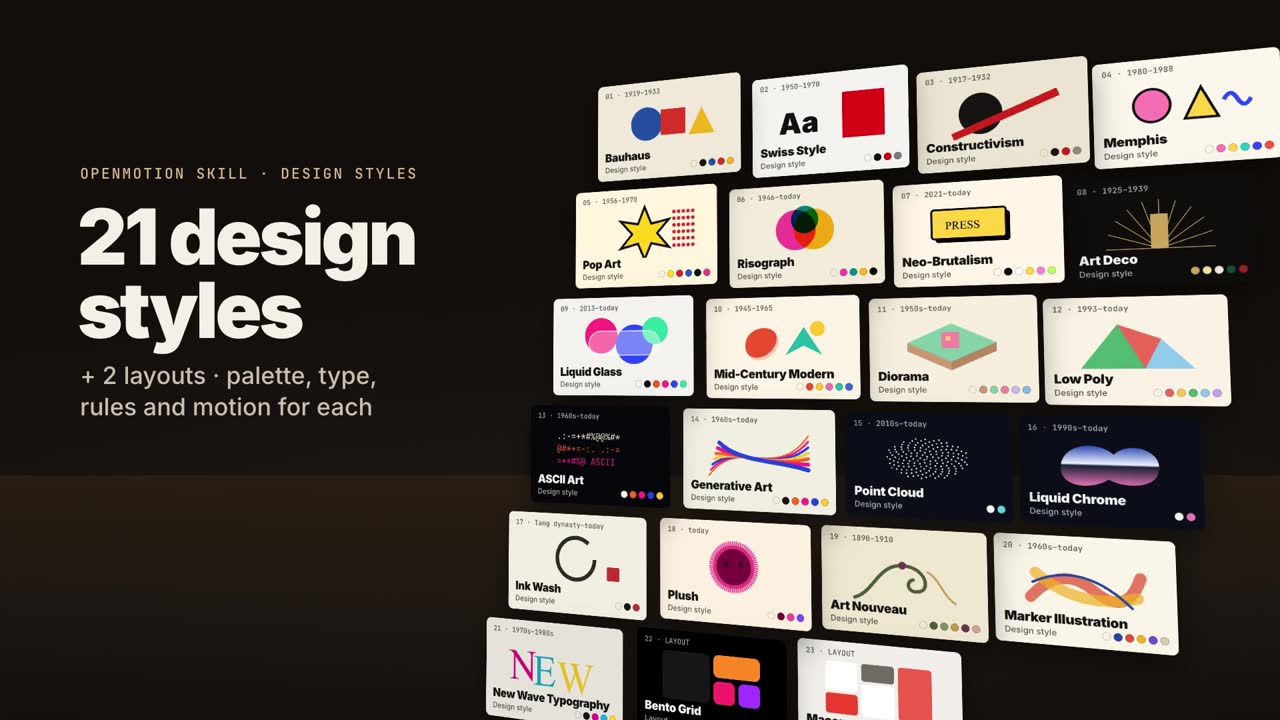 OPENMOTION SKILL · DESIGN STYLES
21 design
styles
+ 2 layouts · palette, type,
rules and motion for each
01 · 1919–1933
Bauhaus
Design style
02 · 1950–1970
Aa
Swiss Style
Design style
03 · 1917–1932
Constructivism
Design style
04 · 1980–1988
Memphis
Design style
05 · 1956–1970
Pop Art
Design style
06 · 1946–today
Risograph
Design style
07 · 2021–today
PRESS
Neo-Brutalism
Design style
08 · 1925–1939
Art Deco
Design style
09 · 2013–today
Liquid Glass
Design style
10 · 1945–1965
Mid-Century Modern
Design style
11 · 1950s–today
Diorama
Design style
12 · 1993–today
Low Poly
Design style
13 · 1960s–today
ASCII
ASCII Art
Design style
14 · 1960s–today
Generative Art
Design style
15 · 2010s–today
Point Cloud
Design style
16 · 1990s–today
Liquid Chrome
Design style
17 · Tang dynasty–today
Ink Wash
Design style
18 · today
Plush
Design style
19 · 1890–1910
Art Nouveau
Design style
20 · 1960s–today
Marker Illustration
Design style
21 · 1970s–1980s
NEW
New Wave Typography
Design style
22 · LAYOUT
Bento Grid
Layout
23 · LAYOUT